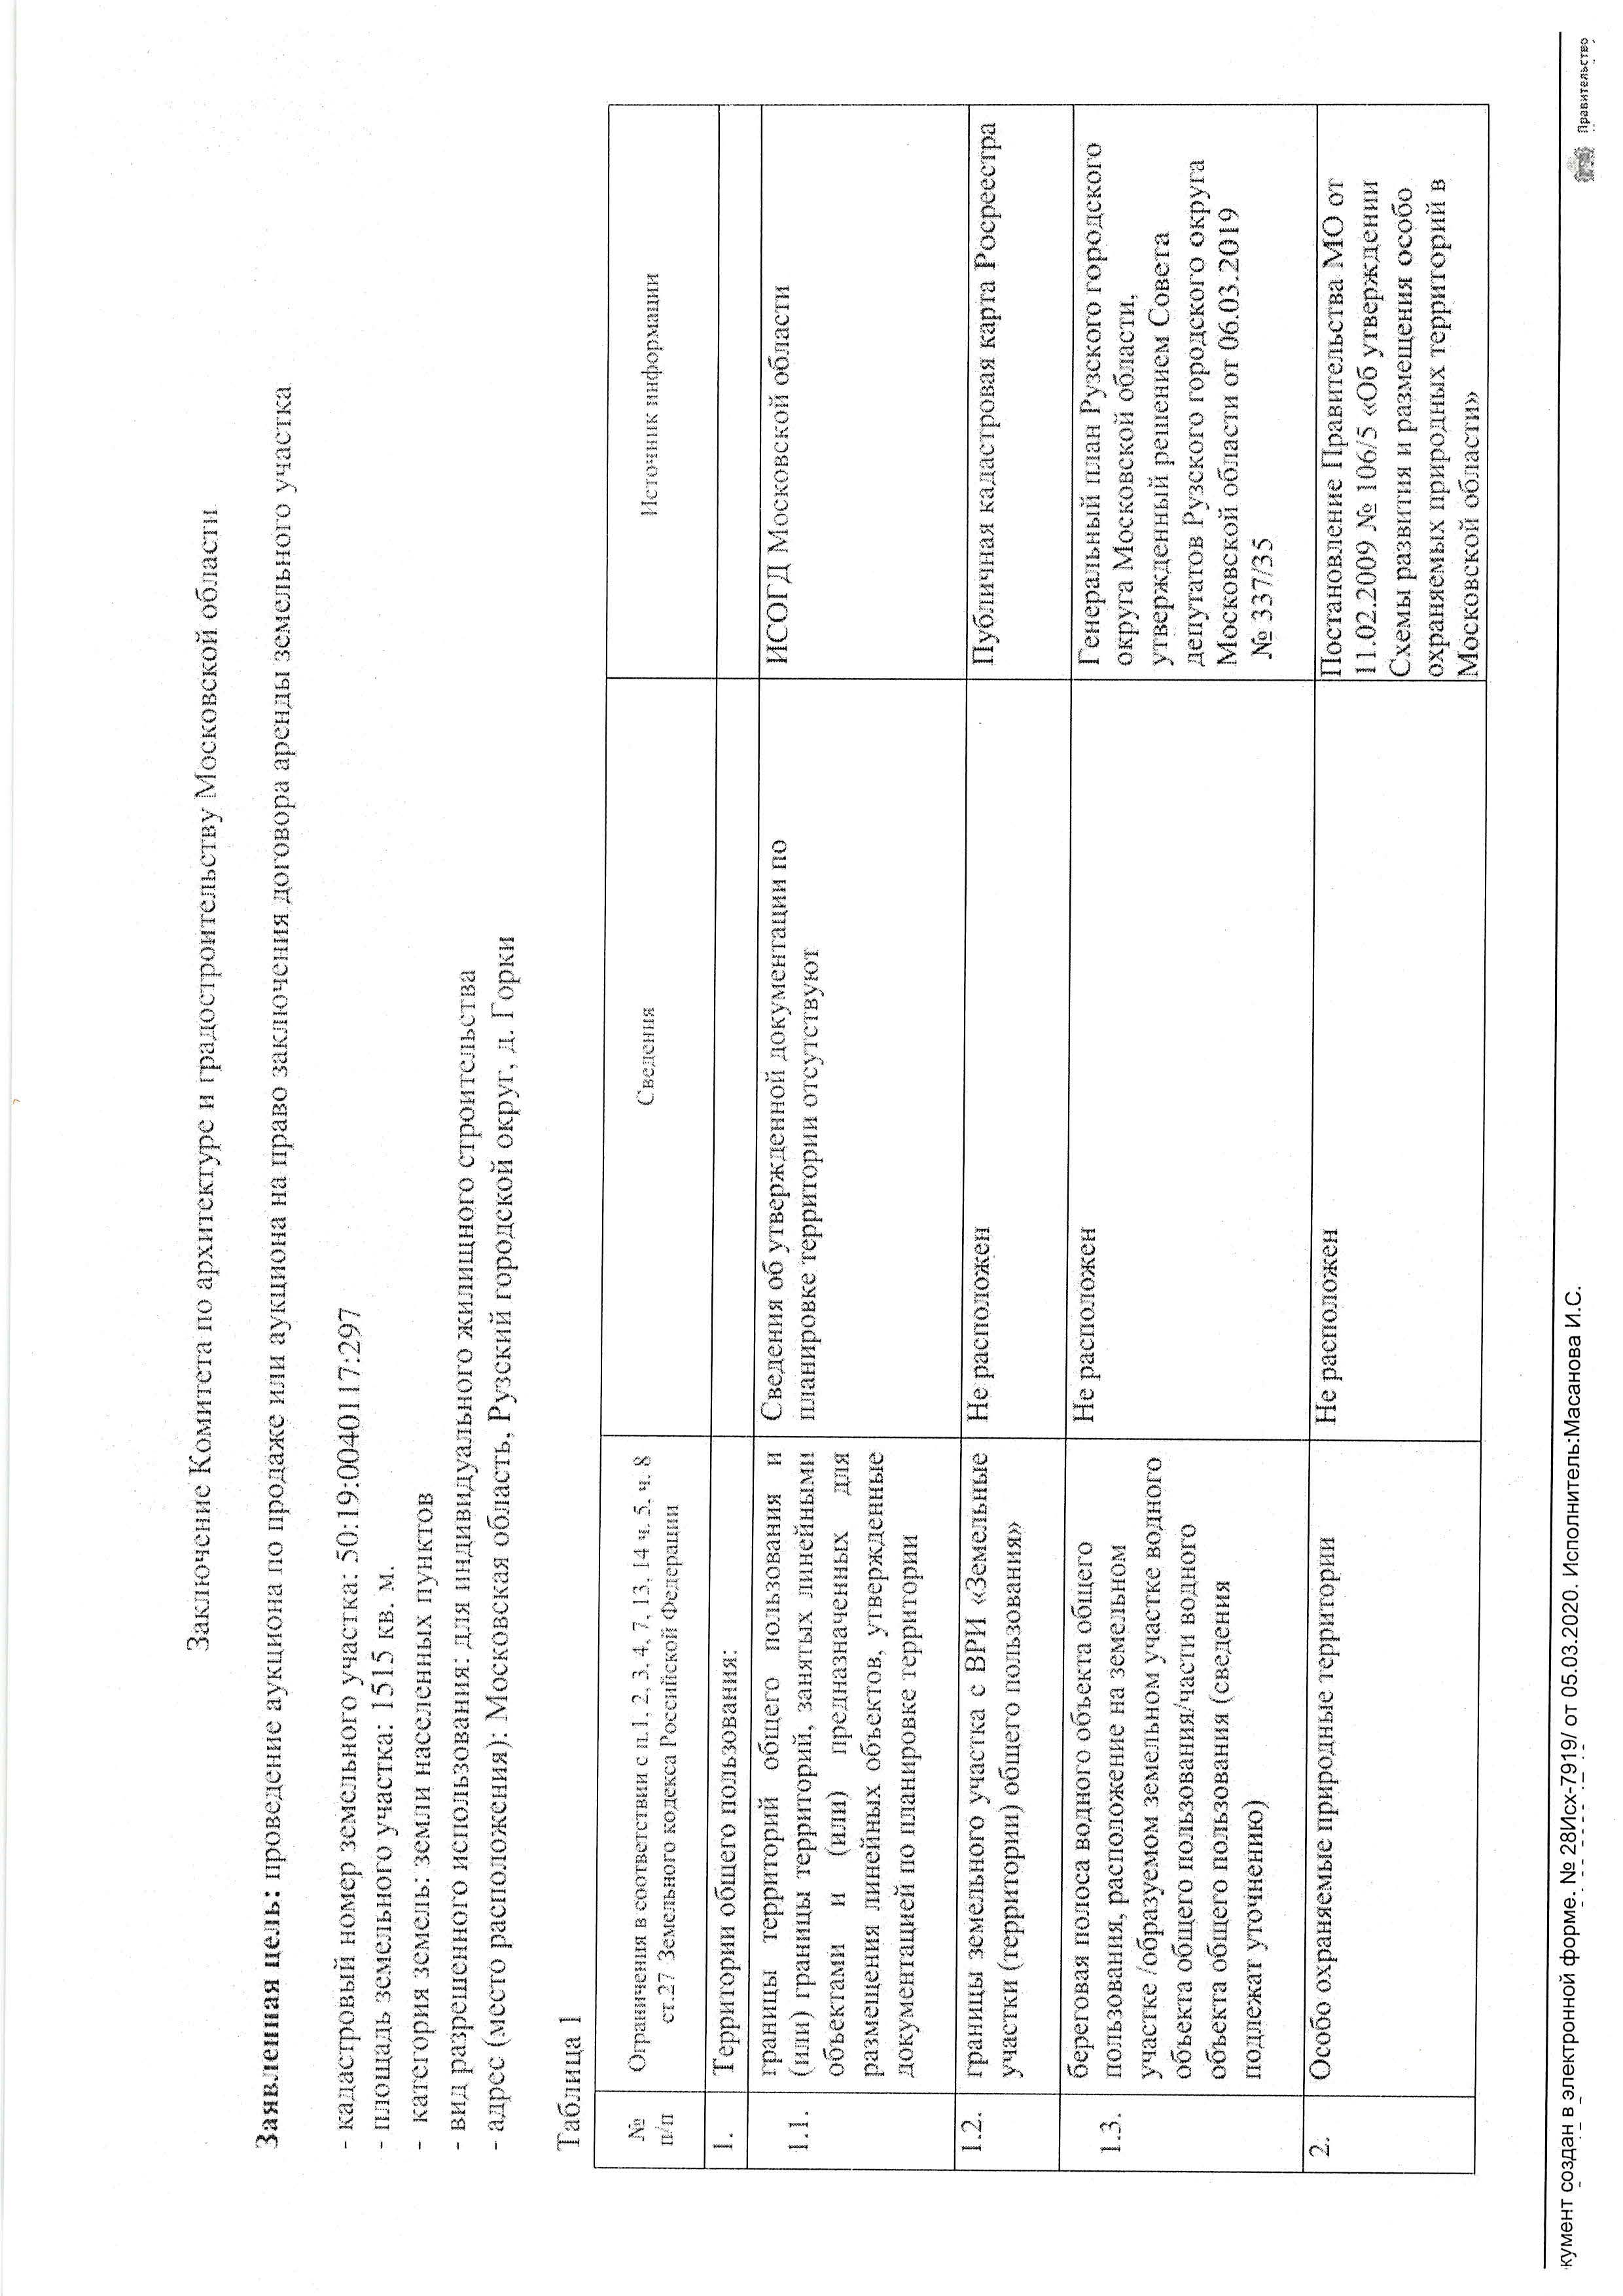 Заключение Комитета по архитектуре и градостроительству Московской области
Заявленная цель: проведение аукциона по продаже или аукциона на право заключения договора аренды земельного участка
- кадастровый номер земельного участка: 50:19:0040117:297
- площадь земельного участка: 1515 кв. м.
- категория земель: земли населенных пунктов
- вид разрешенного использования: для индивидуального жилищного строительства
- адрес (место расположения): Московская область, Рузский городской округ, д. Горки
Таблица 1
№
п/п
Ограничения в соответствии с п.1, 2, 3, 4, 7, 13, 14 ч. 5, ч. 8
ст.27 Земельного кодекса Российской Федерации
Сведения
Источник информации
1.
Территории общего пользования:
1.1.
границы территорий общего пользования и
(или) границы территорий, занятых линейными
объектами и (или) предназначенных для
размещения линейных объектов, утвержденные
документацией по планировке территории
Сведения об утвержденной документации по
планировке территории отсутствуют
ИСОГД Московской области
1.2.
границы земельного участка с ВРИ «Земельные
участки (территории) общего пользования»
Не расположен
Публичная кадастровая карта Росреестра
1.3.
береговая полоса водного объекта общего
пользования, расположение на земельном
участке /образуемом земельном участке водного
объекта общего пользования/части водного
объекта общего пользования (сведения
подлежат уточнению)
Не расположен
Генеральный план Рузского городского
округа Московской области,
утвержденный решением Совета
депутатов Рузского городского округа
Московской области от 06.03.2019
№ 337/35
2.
Особо охраняемые природные территории
Не расположен
Постановление Правительства МО от
11.02.2009 № 106/5 «Об утверждении
Схемы развития и размещения особо
охраняемых природных территорий в
Московской области»
кумент создан в электронной форме. № 28Исх-7919/ от 05.03.2020. Исполнитель:Масанова И.С.
Правительство